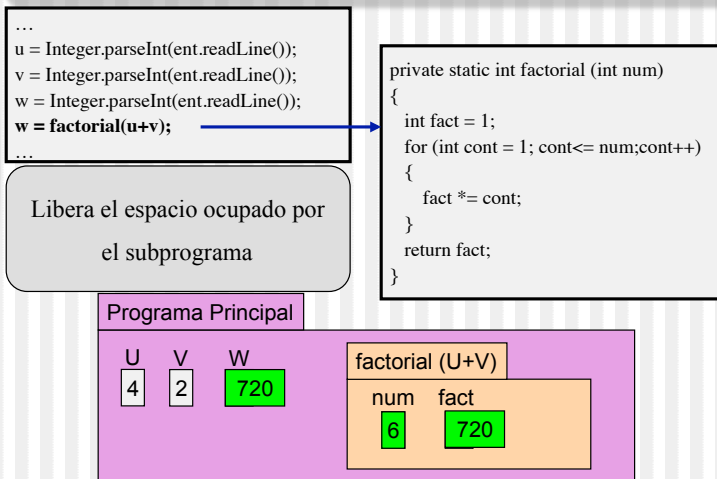 …
u = Integer.parseInt(ent.readLine());
v = Integer.parseInt(ent.readLine());
w = Integer.parseInt(ent.readLine());
w = factorial(u+v);
…
private static int factorial (int num)
{
int fact = 1;
for (int cont = 1; cont<= num;cont++)
{
fact *= cont;
}
return fact;
}
Libera el espacio ocupado por
el subprograma
Programa Principal
U V W
4 2 720
factorial (U+V)
num fact
6 720